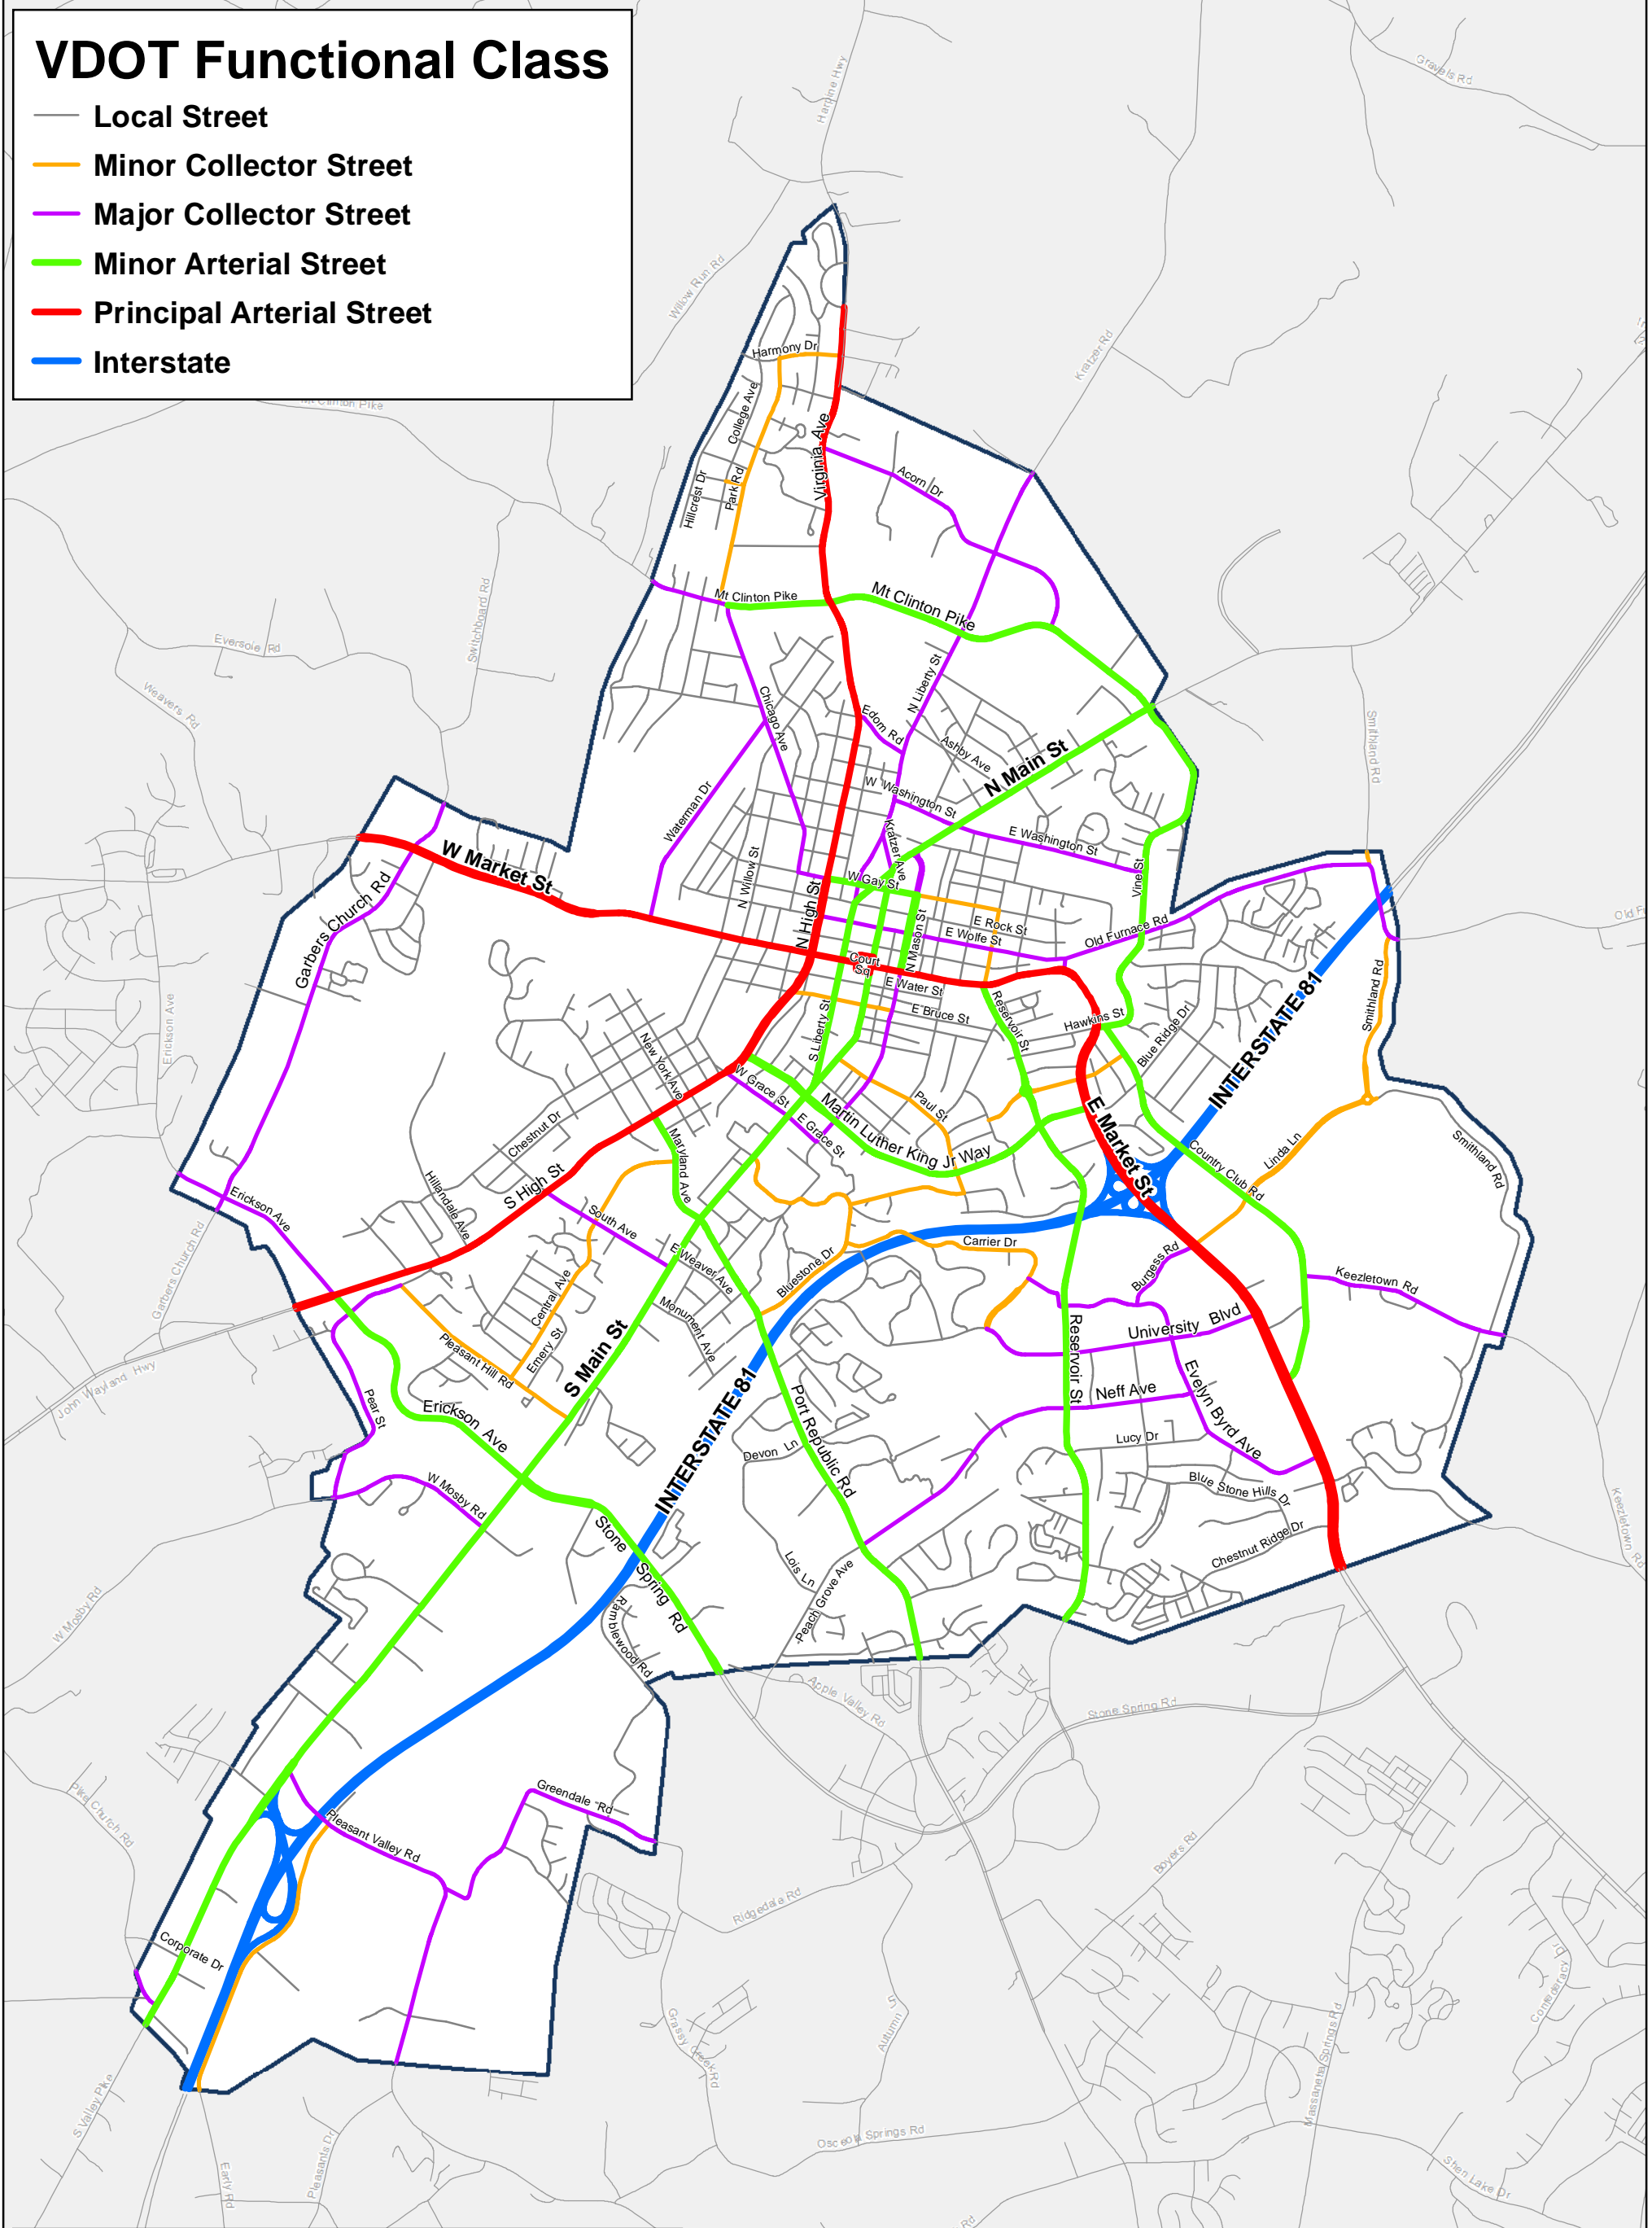 VDOT Functional Class
Local Street
Minor Collector Street
Major Collector Street
Minor Arterial Street
Principal Arterial Street
Interstate
Harpine Hwy
Gravels Rd
Willow Run Rd
Kratzer Rd
Mt Clinton Pike
Harmony Dr
College Ave
Virginia Ave
Park Rd
Hillcrest Dr
Acorn Dr
Mt Clinton Pike
Mt Clinton Pike
Switchboard Rd
Eversole Rd
Weavers Rd
Smithland Rd
N Liberty St
Chicago Ave
Edom Rd
Ashby Ave
N Main St
Waterman Dr
W Washington St
E Washington St
Kratzer Ave
W Market St
N Willow St
W Gay St
Vine St
Garbers Church Rd
N High St
N Mason St
E Rock St
E Wolfe St
Old Furnace Rd
Court
Sq
E Water St
E Bruce St
Erickson Ave
S Liberty St
Reservoir St
Hawkins St
Blue Ridge Dr
INTERSTATE 81
Smithland Rd
New York Ave
W Grace St
E Grace St
Paul St
Martin Luther King Jr Way
E Market St
Chestnut Dr
Maryland Ave
Country Club Rd
Linda Ln
Smithland Rd
Erickson Ave
Hillandale Ave
S High St
South Ave
Garbers Church Rd
E Weaver Ave
Bluestone Dr
Carrier Dr
Burgess Rd
Keezletown Rd
Central Ave
Monument Ave
University Blvd
Reservoir St
John Wayland Hwy
Pleasant Hill Rd
Emery St
S Main St
INTERSTATE 81
Port Republic Rd
Neff Ave
Evelyn Byrd Ave
Pear St
Erickson Ave
Devon Ln
Lucy Dr
Blue Stone Hills Dr
W Mosby Rd
Stone Spring Rd
Chestnut Ridge Dr
Keezletown Rd
Lois Ln
Peach Grove Ave
W Mosby Rd
Ramblewood Rd
Apple Valley Rd
Stone Spring Rd
Pike Church Rd
Greendale Rd
Pleasant Valley Rd
Boyers Rd
Ridgedale Rd
Corporate Dr
Confederacy Dr
Autumn
Grassy Creek Rd
Massanetta Springs Rd
S Valley Pike
Osceola Springs Rd
Early Rd
Pleasants Dr
Shen Lake Dr
Rd